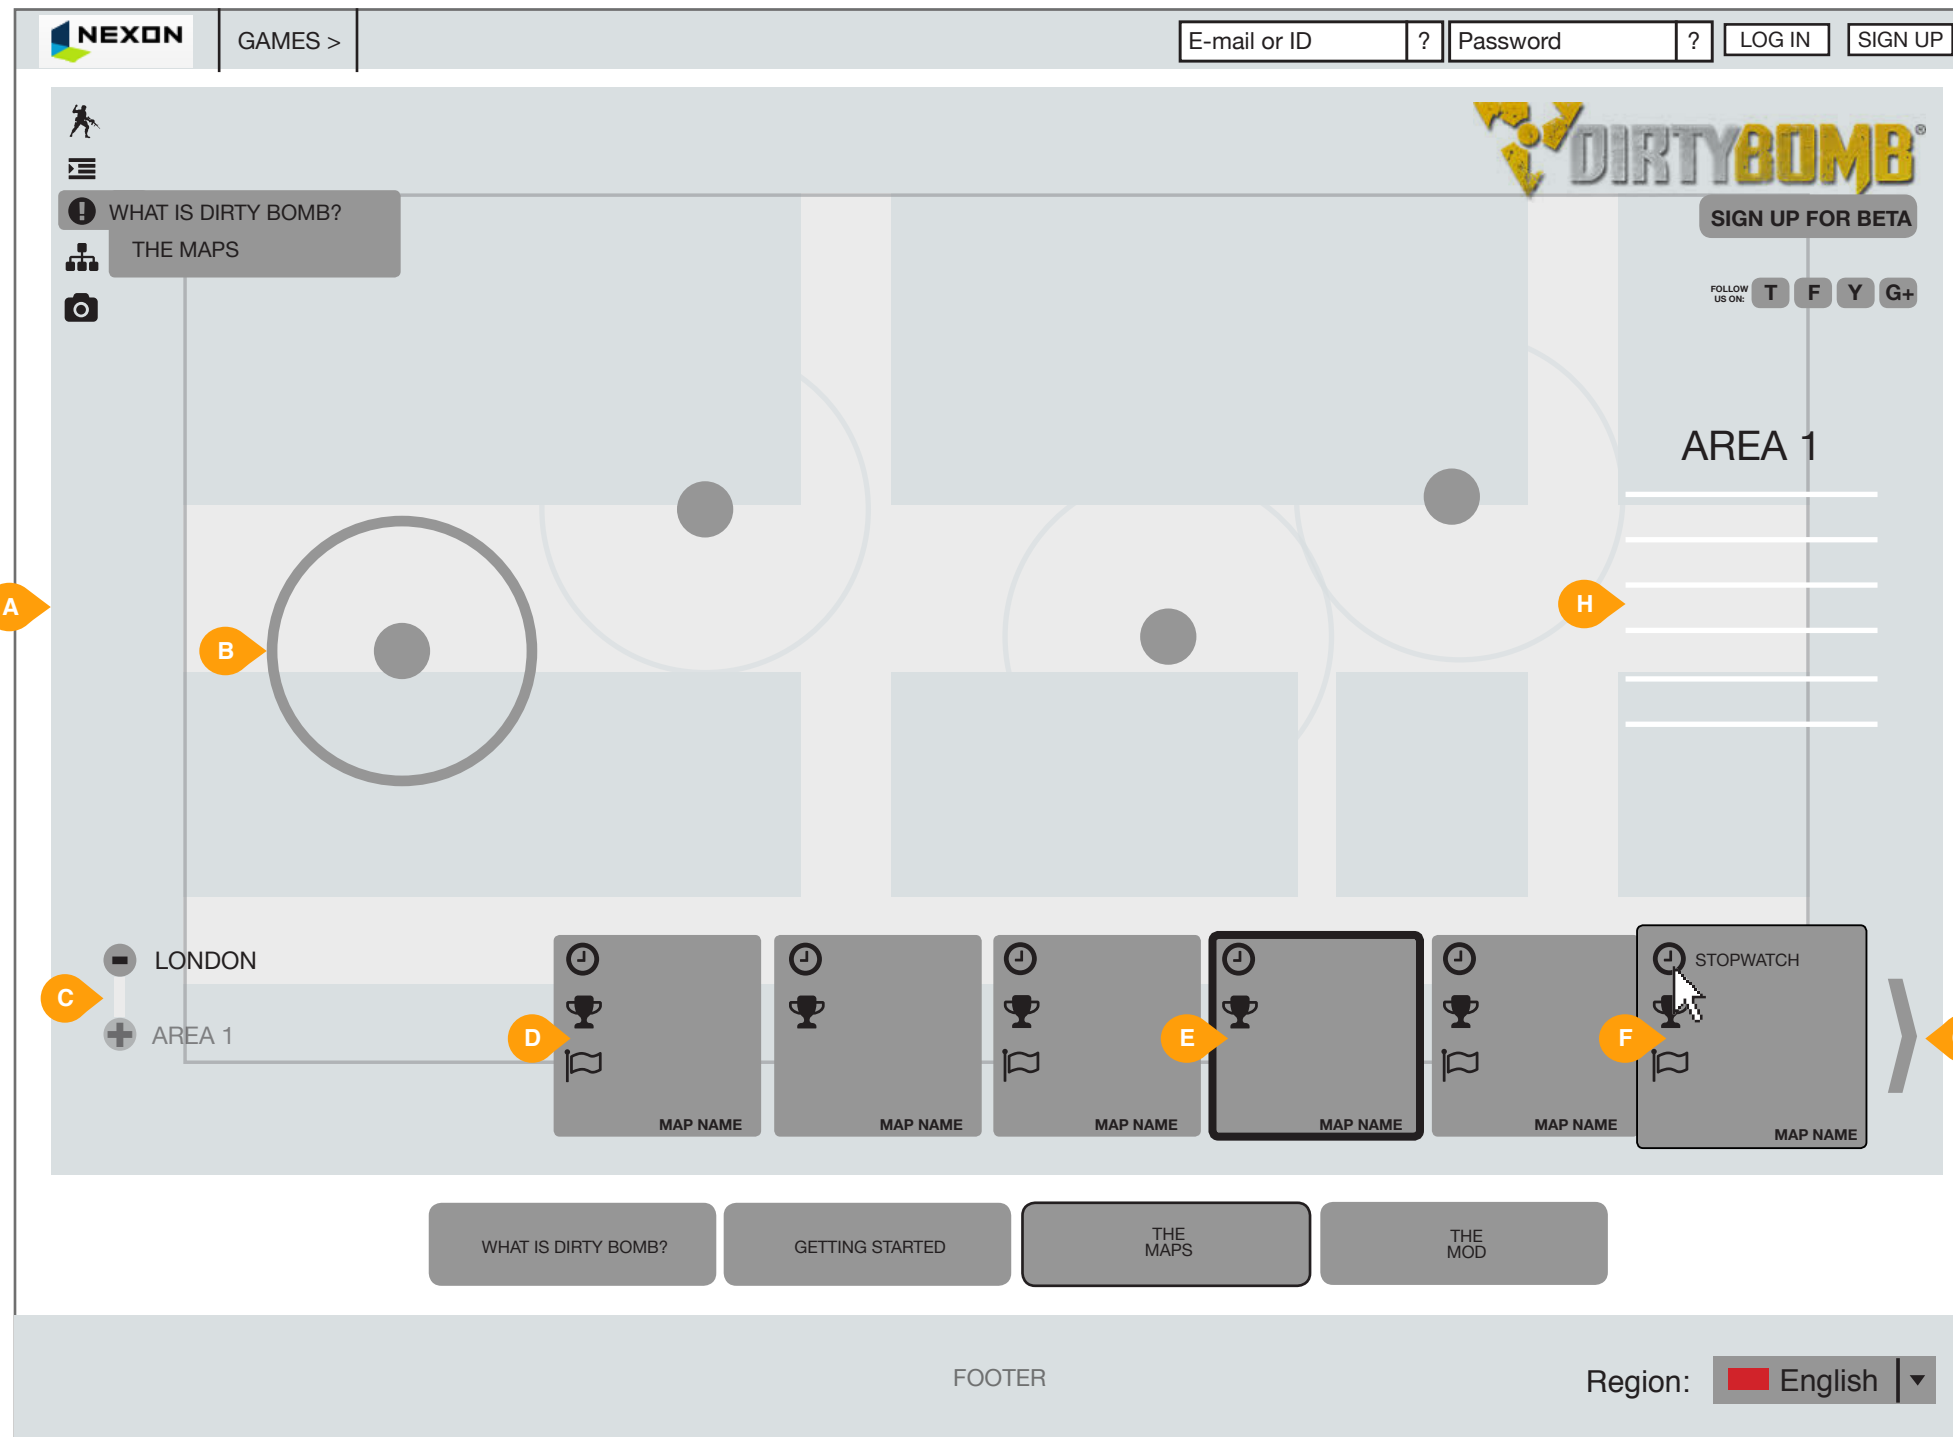 NEXON
GAMES >
E-mail or ID
?
Password
?
LOG IN
SIGN UP
DIRTYBOMB®
WHAT IS DIRTY BOMB?
THE MAPS
SIGN UP FOR BETA
FOLLOW
US ON:
T
F
Y
G+
AREA 1
A
B
H
LONDON
C
AREA 1
D
E
F
STOPWATCH
MAP NAME
MAP NAME
MAP NAME
MAP NAME
MAP NAME
MAP NAME
WHAT IS DIRTY BOMB?
GETTING STARTED
THE
MAPS
THE
MOD
FOOTER
Region:
English